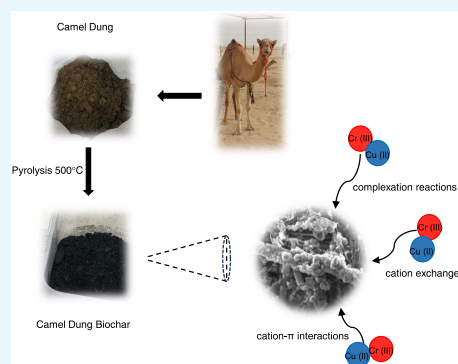 Camel Dung
Pyrolysis 500°C
Camel Dung Biochar
Cr (III)
Cu (II)
complexation reactions
Cr (III)
Cu (II)
cation exchange
cation-π interactions
Cu (II) Cr (III)